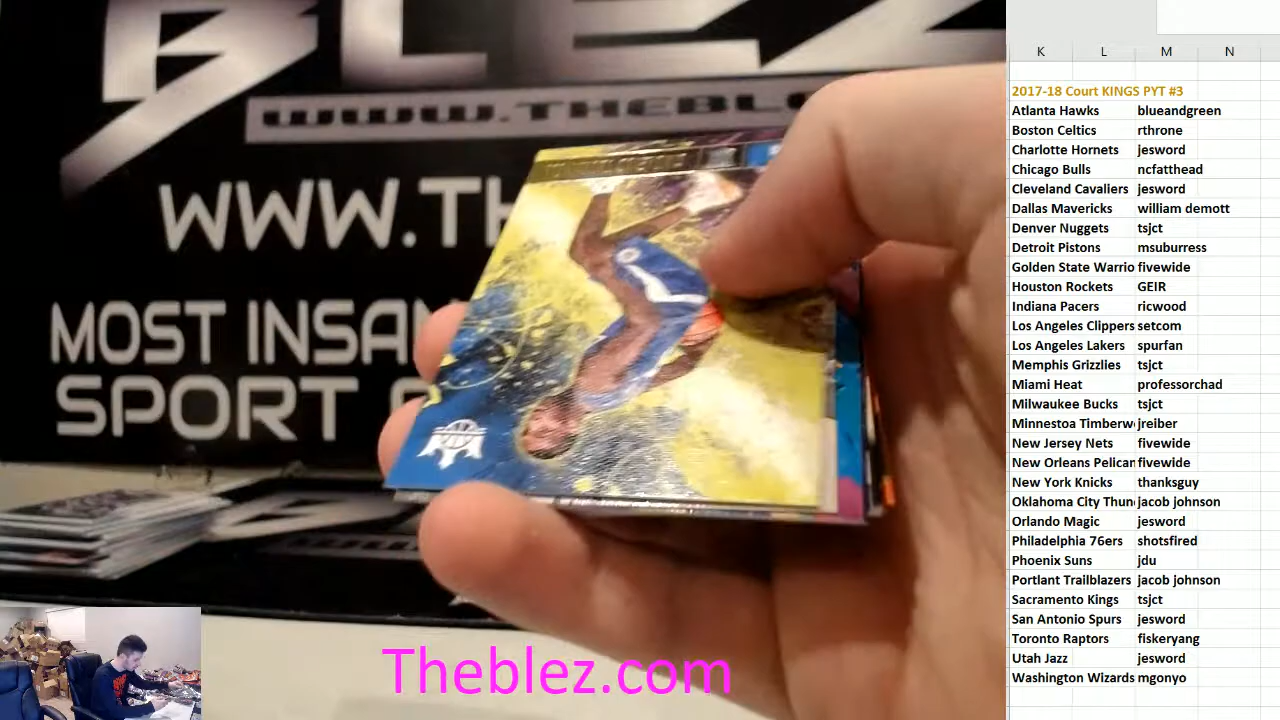 BLEZ
WWW.THEBLE
WWW.TH
MOST INSAN
SPORT
Theblez.com
K L M N
2017-18 Court KINGS PYT #3
Atlanta Hawks blueandgreen
Boston Celtics rthrone
Charlotte Hornets jesword
Chicago Bulls ncfatthead
Cleveland Cavaliers jesword
Dallas Mavericks william demott
Denver Nuggets tsjct
Detroit Pistons msuburress
Golden State Warrio fivewide
Houston Rockets GEIR
Indiana Pacers ricwood
Los Angeles Clippers setcom
Los Angeles Lakers spurfan
Memphis Grizzlies tsjct
Miami Heat professorchad
Milwaukee Bucks tsjct
Minnestoa Timberw jreiber
New Jersey Nets fivewide
New Orleans Pelican fivewide
New York Knicks thanksguy
Oklahoma City Thun jacob johnson
Orlando Magic jesword
Philadelphia 76ers shotsfired
Phoenix Suns jdu
Portlant Trailblazers jacob johnson
Sacramento Kings tsjct
San Antonio Spurs jesword
Toronto Raptors fiskeryang
Utah Jazz jesword
Washington Wizards mgonyo